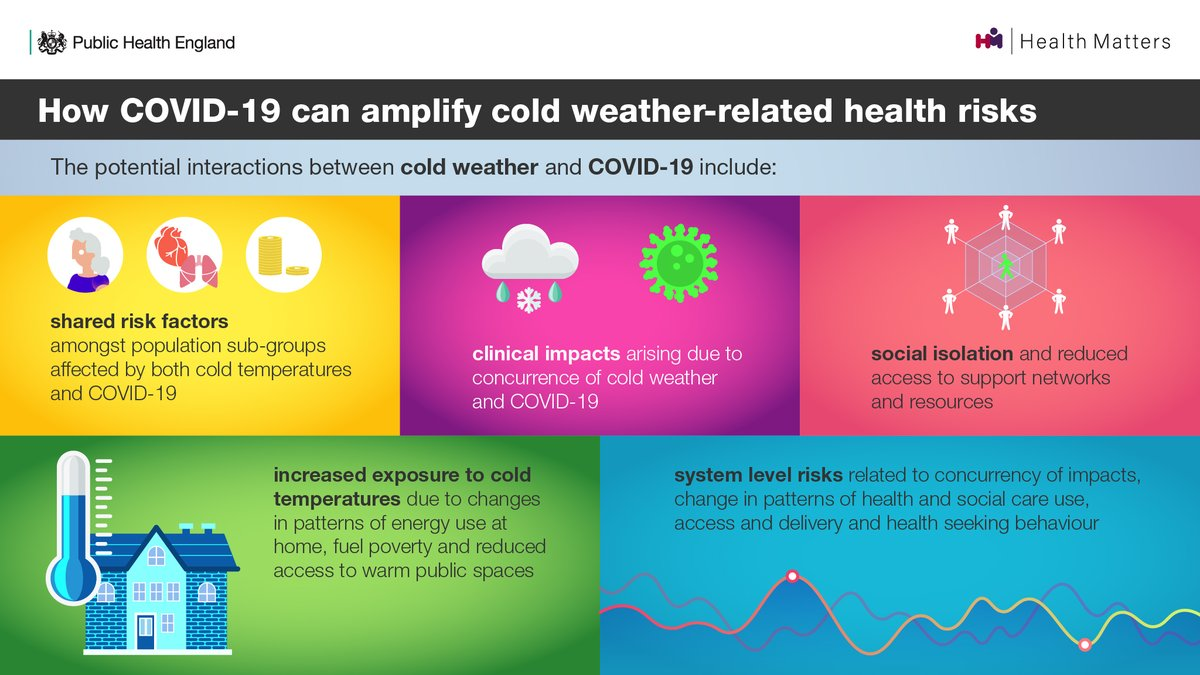 Public Health England
HM Health Matters
How COVID-19 can amplify cold weather-related health risks
The potential interactions between cold weather and COVID-19 include:
shared risk factors
amongst population sub-groups
affected by both cold temperatures
and COVID-19
clinical impacts arising due to
concurrence of cold weather
and COVID-19
social isolation and reduced
access to support networks
and resources
increased exposure to cold
temperatures due to changes
in patterns of energy use at
home, fuel poverty and reduced
access to warm public spaces
system level risks related to concurrency of impacts,
change in patterns of health and social care use,
access and delivery and health seeking behaviour